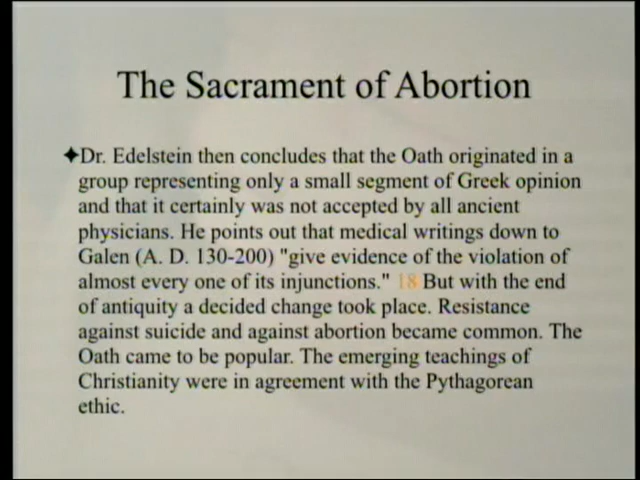 The Sacrament of Abortion
✦Dr. Edelstein then concludes that the Oath originated in a
group representing only a small segment of Greek opinion
and that it certainly was not accepted by all ancient
physicians. He points out that medical writings down to
Galen (A. D. 130-200) "give evidence of the violation of
almost every one of its injunctions." 18 But with the end
of antiquity a decided change took place. Resistance
against suicide and against abortion became common. The
Oath came to be popular. The emerging teachings of
Christianity were in agreement with the Pythagorean
ethic.